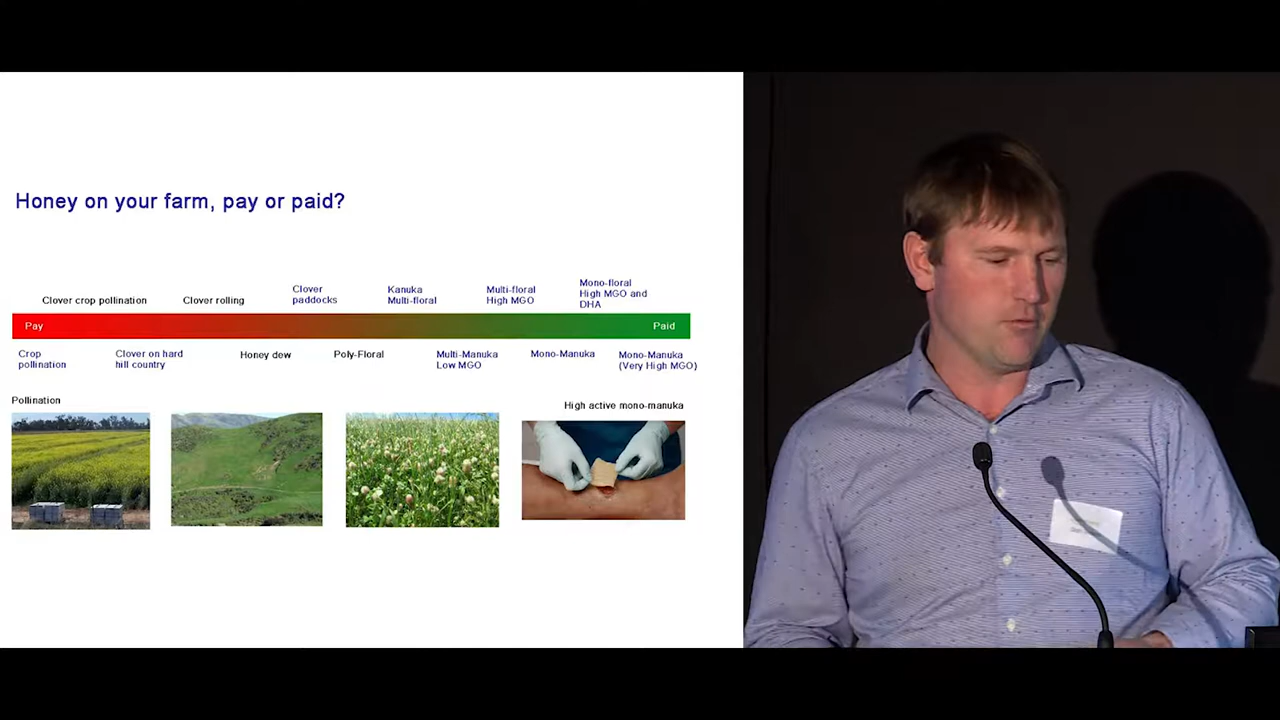 Honey on your farm, pay or paid?
Clover crop pollination
Clover rolling
Clover
paddocks
Kanuka
Multi-floral
Multi-floral
High MGO
Mono-floral
High MGO and
DHA
Pay
Paid
Crop
pollination
Clover on hard
hill country
Honey dew
Poly-Floral
Multi-Manuka
Low MGO
Mono-Manuka
Mono-Manuka
(Very High MGO)
Pollination
High active mono-manuka